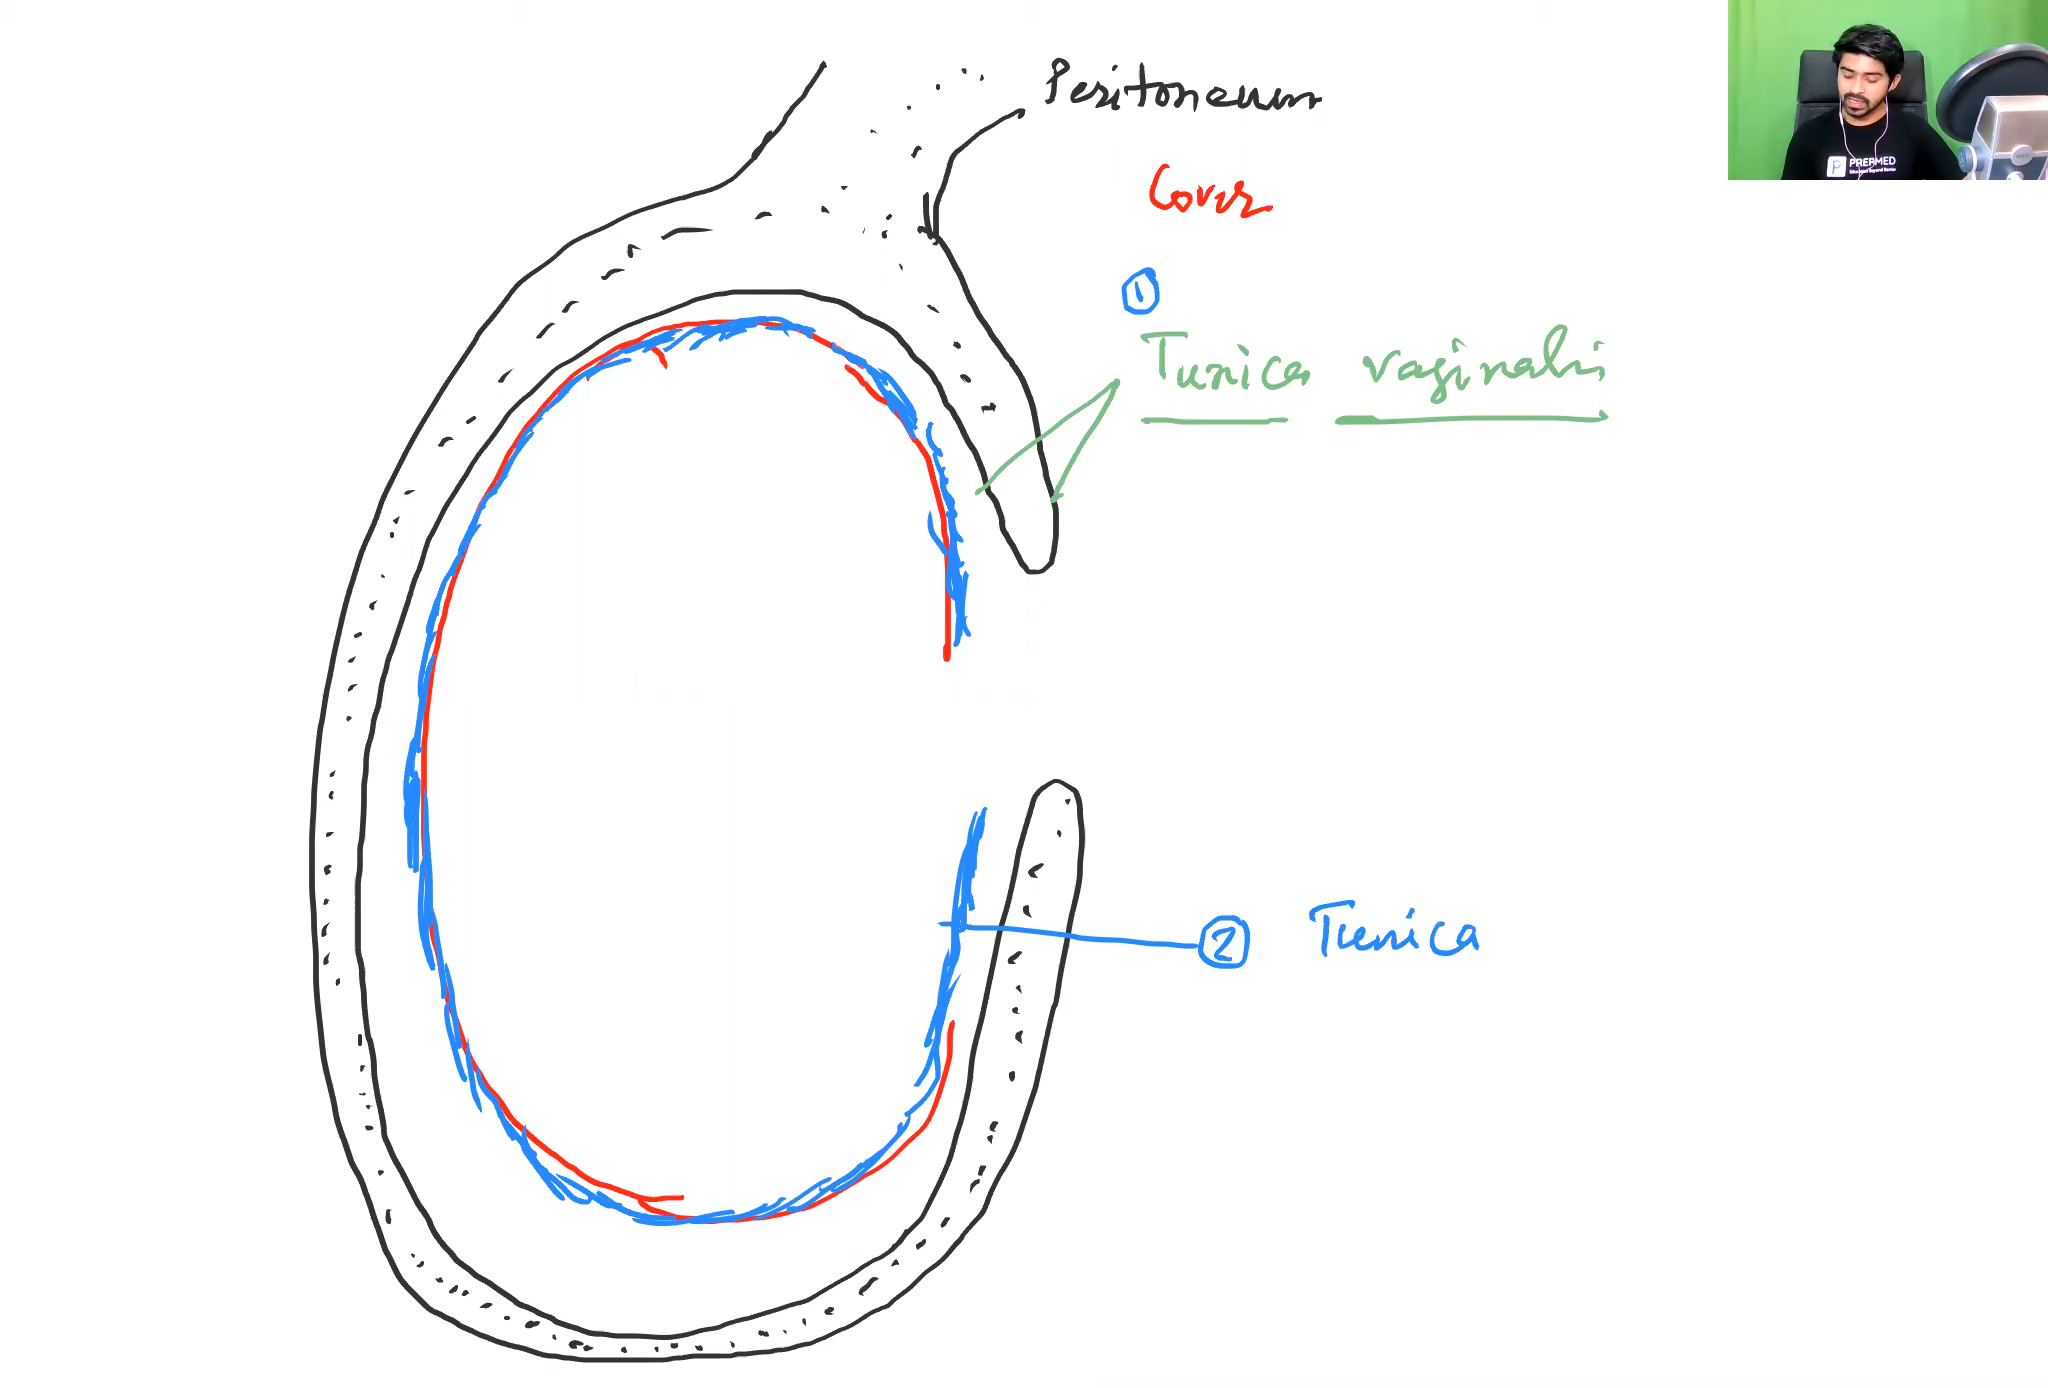 Peritoneum
Cover
1
Tunica vaginalis
2 Tunica
P PREPMED